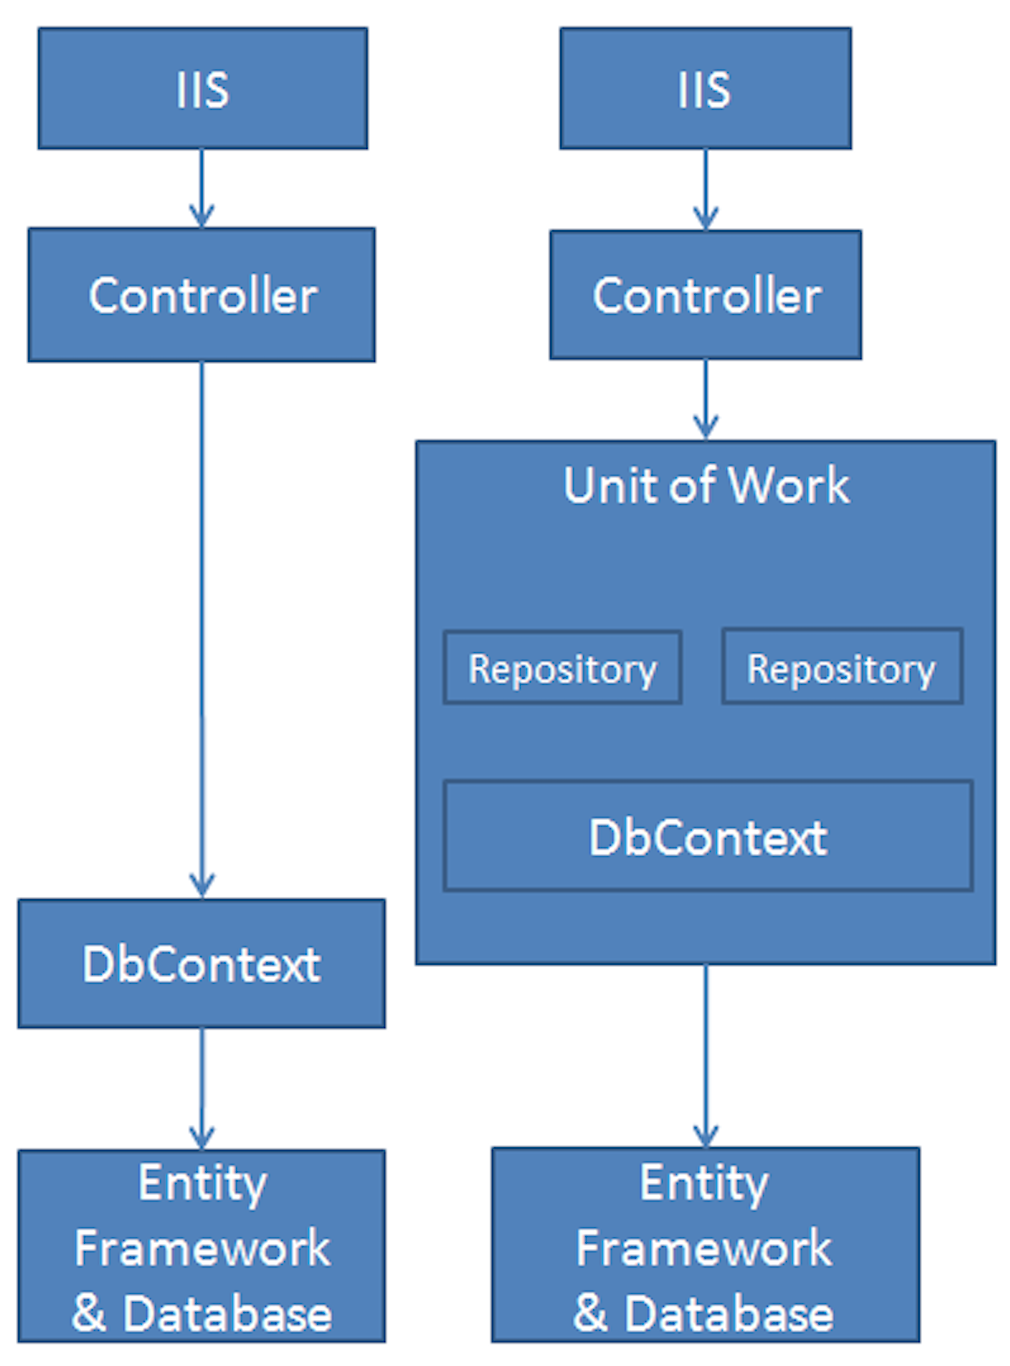 IIS
Controller
DbContext
Entity
Framework
& Database
IIS
Controller
Unit of Work
Repository
Repository
DbContext
Entity
Framework
& Database